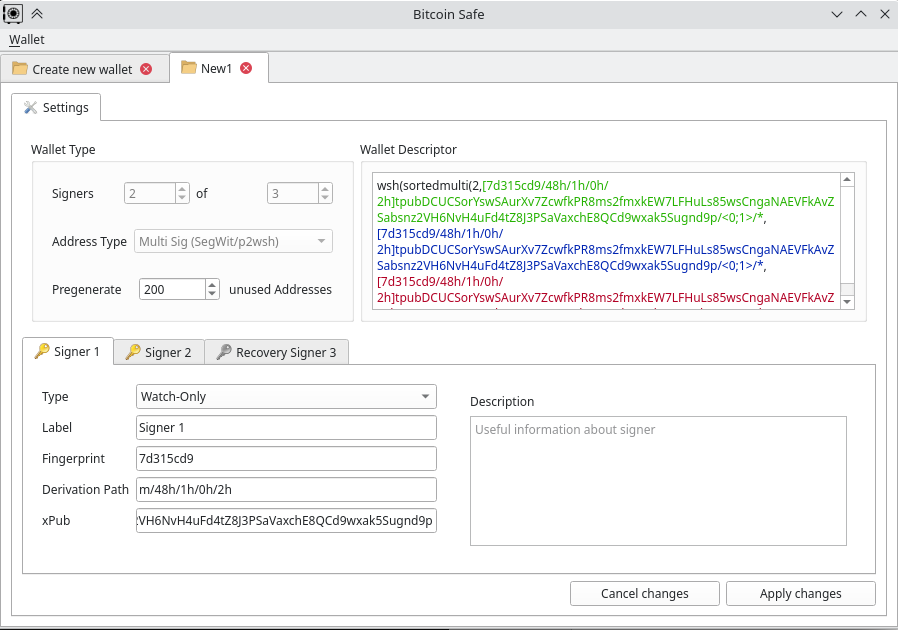 Bitcoin Safe
Wallet
Create new wallet
New1
Settings
Wallet Type
Signers 2 of 3
Address Type Multi Sig (SegWit/p2wsh)
Pregenerate 200 unused Addresses
Wallet Descriptor
wsh(sortedmulti(2,[7d315cd9/48h/1h/0h/
2h]tpubDCUCSorYswSAurXv7ZcwfkPR8ms2fmxkEW7LFHuLs85wsCngaNAEVFkAvZ
Sabsnz2VH6NvH4uFd4tZ8J3PSaVaxchE8QCd9wxak5Sugnd9p/<0;1>/*,
[7d315cd9/48h/1h/0h/
2h]tpubDCUCSorYswSAurXv7ZcwfkPR8ms2fmxkEW7LFHuLs85wsCngaNAEVFkAvZ
Sabsnz2VH6NvH4uFd4tZ8J3PSaVaxchE8QCd9wxak5Sugnd9p/<0;1>/*,
[7d315cd9/48h/1h/0h/
2h]tpubDCUCSorYswSAurXv7ZcwfkPR8ms2fmxkEW7LFHuLs85wsCngaNAEVFkAvZ
Signer 1
Signer 2
Recovery Signer 3
Type Watch-Only
Label Signer 1
Fingerprint 7d315cd9
Derivation Path m/48h/1h/0h/2h
xPub VH6NvH4uFd4tZ8J3PSaVaxchE8QCd9wxak5Sugnd9p
Description
Useful information about signer
Cancel changes
Apply changes